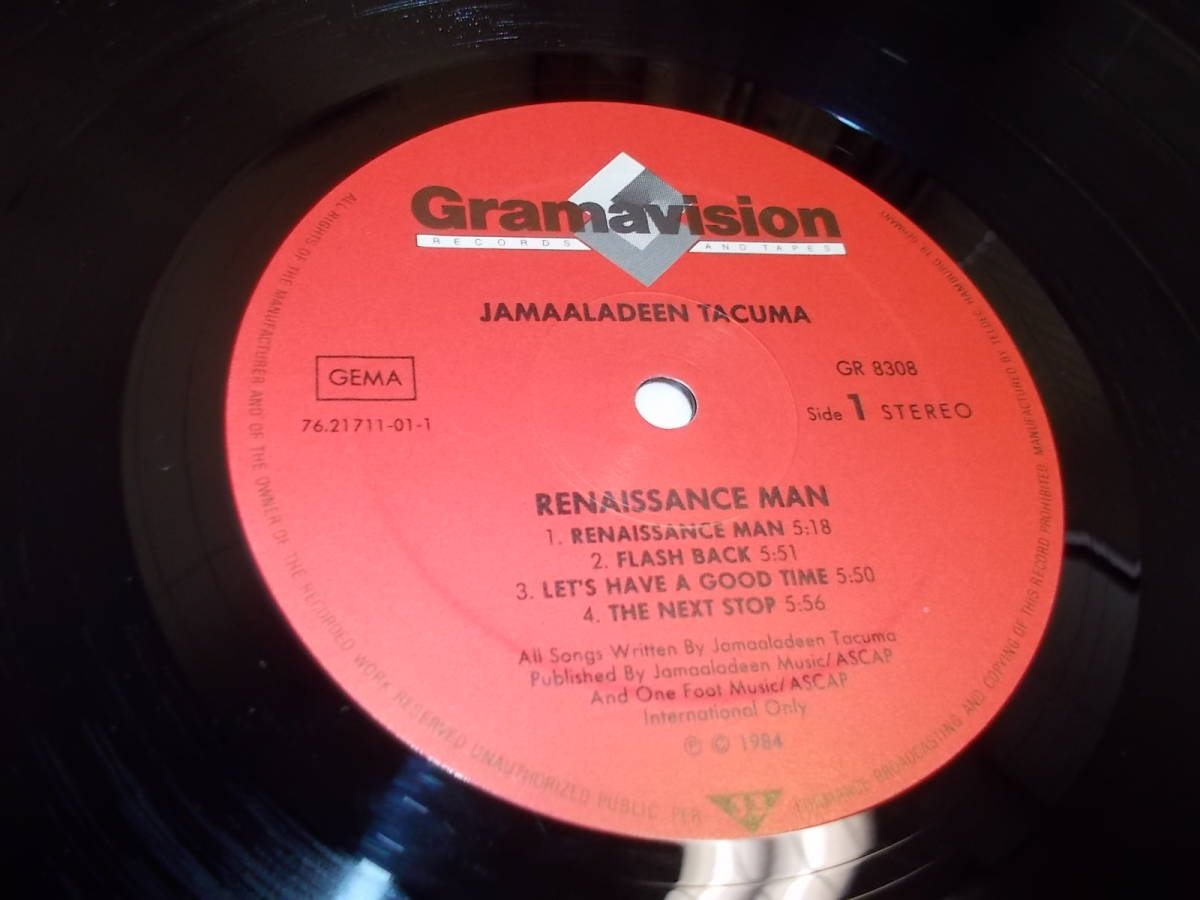 Gramavision
RECORDS AND TAPES
JAMAALADEEN TACUMA
GEMA
76.21711-01-1
GR 8308
Side 1 STEREO
RENAISSANCE MAN
1. RENAISSANCE MAN 5:18
2. FLASH BACK 5:51
3. LET'S HAVE A GOOD TIME 5:50
4. THE NEXT STOP 5:56
All Songs Written By Jamaaladeen Tacuma
Published By Jamaaladeen Music/ASCAP
And One Foot Music/ASCAP
International Only
℗ © 1984
ALL RIGHTS OF THE MANUFACTURER AND OF THE OWNER OF THE RECORDED WORK RESERVED UNAUTHORIZED PUBLIC PERFORMANCE BROADCASTING AND COPYING OF THIS RECORD PROHIBITED MANUFACTURED BY TELDEC HAMBURG 19 GERMANY